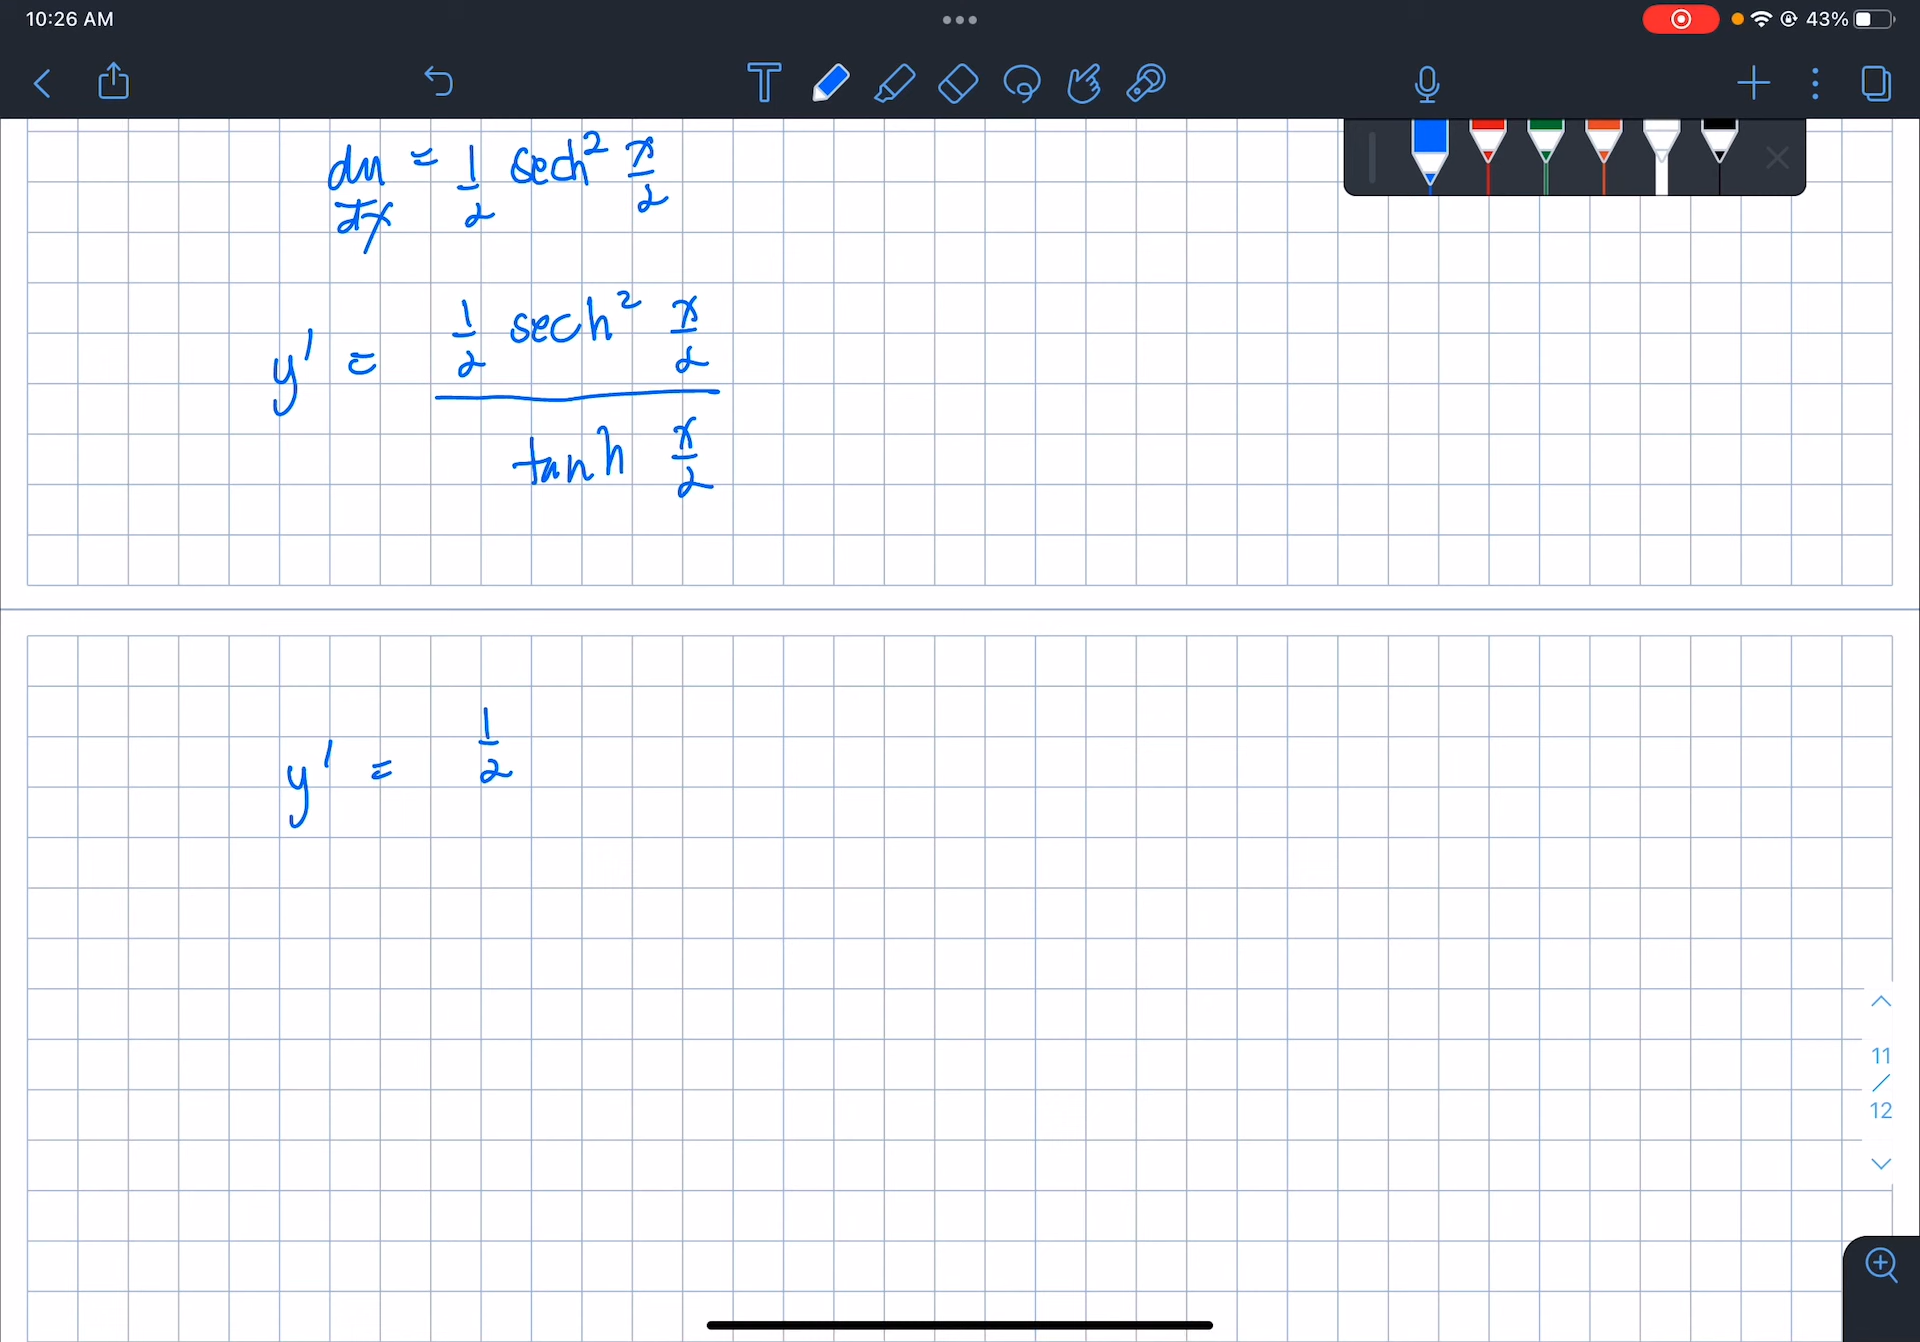 10:26 AM
43%
du/dx = 1/2 sech² x/2
y' = (1/2 sech² x/2) / (tanh x/2)
y' = 1/2
11
/
12